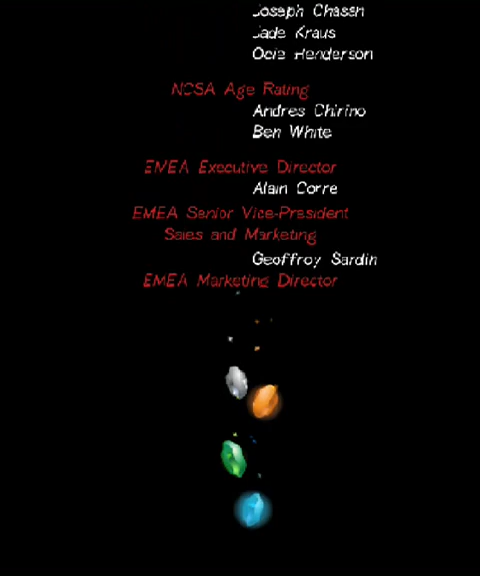 Joseph Chassn
Jade Kraus
Ocie Henderson
NCSA Age Rating
Andres Chirino
Ben White
EMEA Executive Director
Alain Corre
EMEA Senior Vice-President
Sales and Marketing
Geoffroy Sardin
EMEA Marketing Director